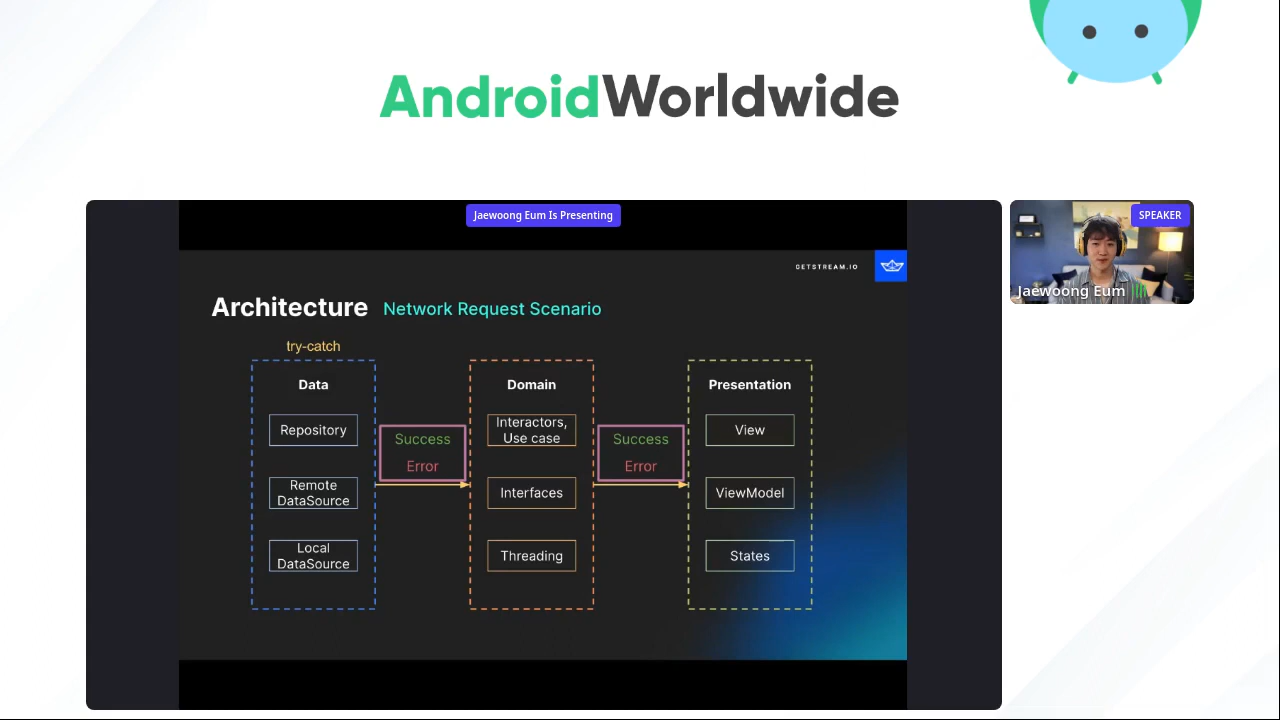 AndroidWorldwide
Jaewoong Eum Is Presenting
SPEAKER
Jaewoong Eum
GETSTREAM.IO
Architecture Network Request Scenario
try-catch
Data
Repository
Remote
DataSource
Local
DataSource
Success
Error
Domain
Interactors,
Use case
Interfaces
Threading
Success
Error
Presentation
View
ViewModel
States